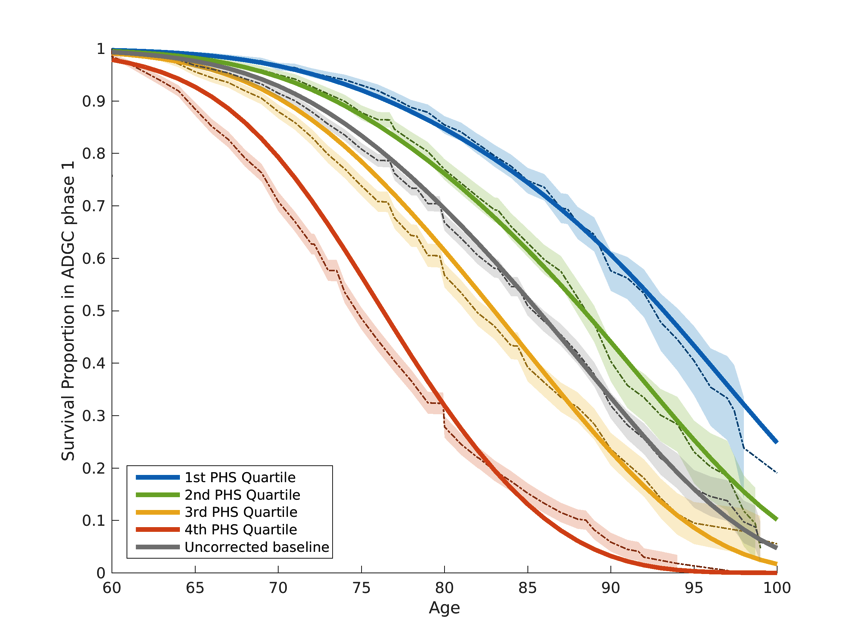 1
0.9
0.8
0.7
0.6
0.5
0.4
0.3
0.2
0.1
0
Survival Proportion in ADGC phase 1
1st PHS Quartile
2nd PHS Quartile
3rd PHS Quartile
4th PHS Quartile
Uncorrected baseline
60 65 70 75 80 85 90 95 100
Age